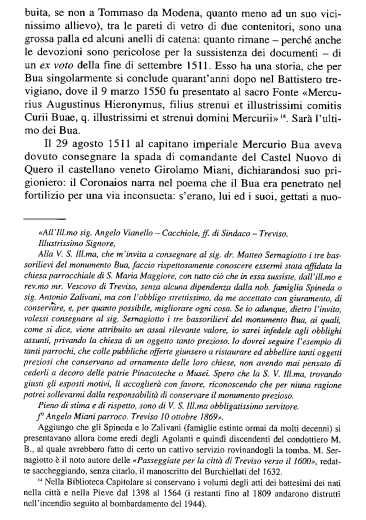 buita, se non a Tommaso da Modena, quanto meno ad un suo vici-
nissimo allievo), tra le pareti di vetro di due contenitori, sono una
grossa palla ed alcuni anelli di catena: quanto rimane – perché anche
le devozioni sono pericolose per la sussistenza dei documenti – di
un ex voto della fine di settembre 1511. Esso ha una storia, che per
Bua singolarmente si conclude quarant'anni dopo nel Battistero tre-
vigiano, dove il 9 marzo 1550 fu presentato al sacro Fonte «Mercu-
rius Augustinus Hieronymus, filius strenui et illustrissimi comitis
Curii Buae, q. illustrissimi et strenui domini Mercurii» ¹⁴. Sarà l'ulti-
mo dei Bua.
Il 29 agosto 1511 al capitano imperiale Mercurio Bua aveva
dovuto consegnare la spada di comandante del Castel Nuovo di
Quero il castellano veneto Girolamo Miani, dichiarandosi suo pri-
gioniero: il Coronaios narra nel poema che il Bua era penetrato nel
fortilizio per una via inconsueta: s'erano, lui ed i suoi, gettati a nuo-
«All'Ill.mo sig. Angelo Vianello - Cacchiole, ff. di Sindaco – Treviso.
Illustrissimo Signore,
Alla V. S. Ill.ma, che m'invita a consegnare al sig. dr. Matteo Sernagiotto i tre bas-
sorilievi del monumento Bua, faccio rispettosamente conoscere essermi stata affidata la
chiesa parrocchiale di S. Maria Maggiore, con tutto ciò che in essa sussiste, dall'ill.mo e
rev.mo mr. Vescovo di Treviso, senza alcuna dipendenza dalla nob. famiglia Spineda o
sig. Antonio Zalivani, ma con l'obbligo strettissimo, da me accettato con giuramento, di
conservare, e, per quanto possibile, migliorare ogni cosa. Se io adunque, dietro l'invito,
volessi consegnare al sig. Sernagiotto i tre bassorilievi del monumento Bua, ai quali,
come si dice, viene attribuito un assai rilevante valore, io sarei infedele agli obblighi
assunti, privando la chiesa di un oggetto tanto prezioso. Io dovrei seguire l'esempio di
tanti parrochi, che colle pubbliche offerte giunsero a ristaurare ed abbellire tanti oggetti
preziosi che conservano ad ornamento delle loro chiese, non avendo mai pensato di
cederli a decoro delle patrie Pinacoteche o Musei. Spero che la S. V. Ill.ma, trovando
giusti gli esposti motivi, li accoglierà con favore, riconoscendo che per niuna ragione
potrei sollevarmi dalla responsabilità di conservare il monumento prezioso.
Pieno di stima e di rispetto, sono di V. S. Ill.ma obbligatissimo servitore.
f° Angelo Miani parroco. Treviso 10 ottobre 1869».
Aggiungo che gli Spineda e lo Zalivani (famiglie estinte ormai da molti decenni) si
presentavano allora come eredi degli Agolanti e quindi discendenti del condottiero M.
B., al quale avrebbero fatto di certo un cattivo servizio rovinandogli la tomba. M. Ser-
nagiotto è il noto autore delle «Passeggiate per la città di Treviso verso il 1600», redat-
te saccheggiando, senza citarlo, il manoscritto del Burchiellati del 1632.
¹⁴ Nella Biblioteca Capitolare si conservano i volumi degli atti dei battesimi dei nati
nella città e nella Pieve dal 1398 al 1564 (i restanti fino al 1809 andarono distrutti
nell'incendio seguito al bombardamento del 1944).